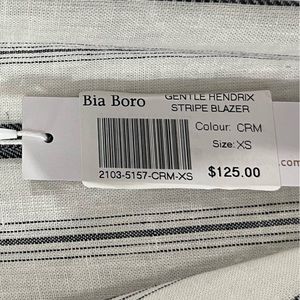 GENTLE HENDRIX
Bia Boro STRIPE BLAZER
Colour: CRM
Size: XS
2103-5157-CRM-XS $125.00
.com